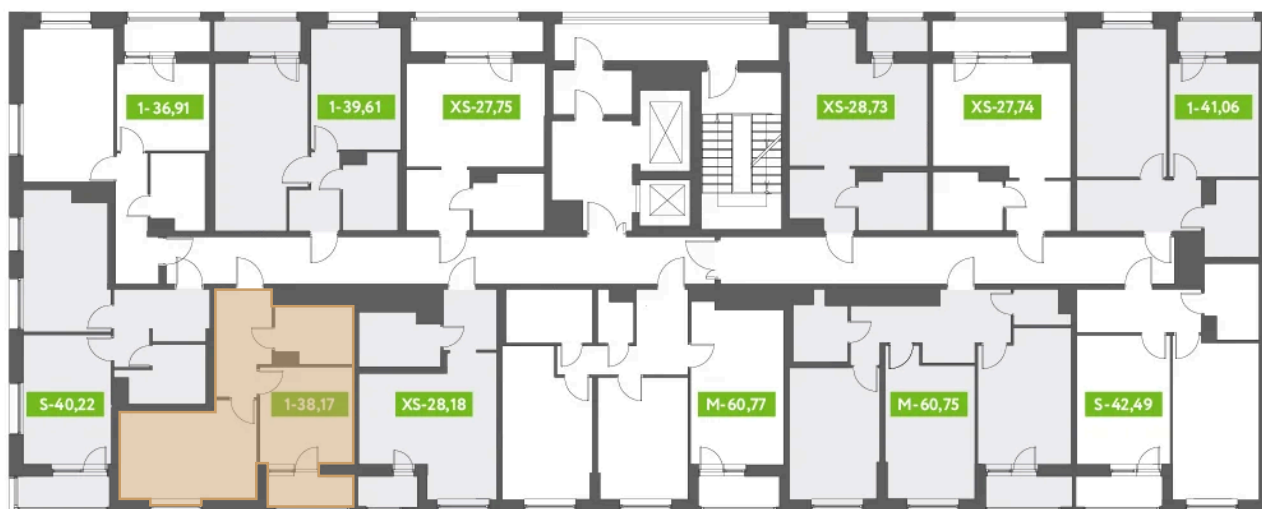 1-36,91
1-39,61
XS-27,75
XS-28,73
XS-27,74
1-41,06
S-40,22
1-38,17
XS-28,18
M-60,77
M-60,75
S-42,49